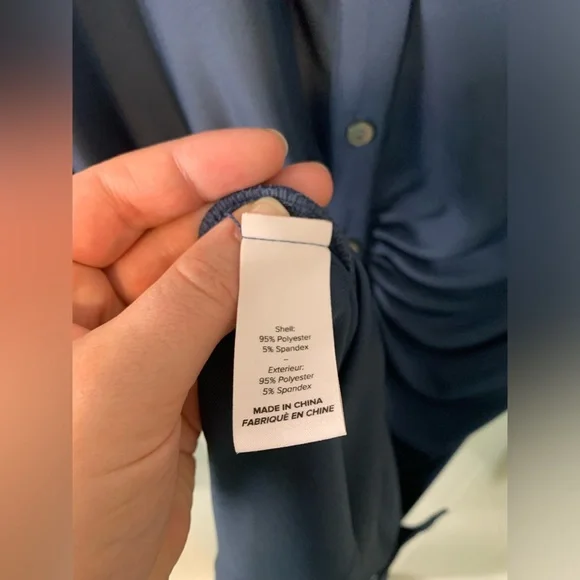 Shell:
95% Polyester
5% Spandex
–
Exterieur:
95% Polyester
5% Spandex
MADE IN CHINA
FABRIQUÉ EN CHINE